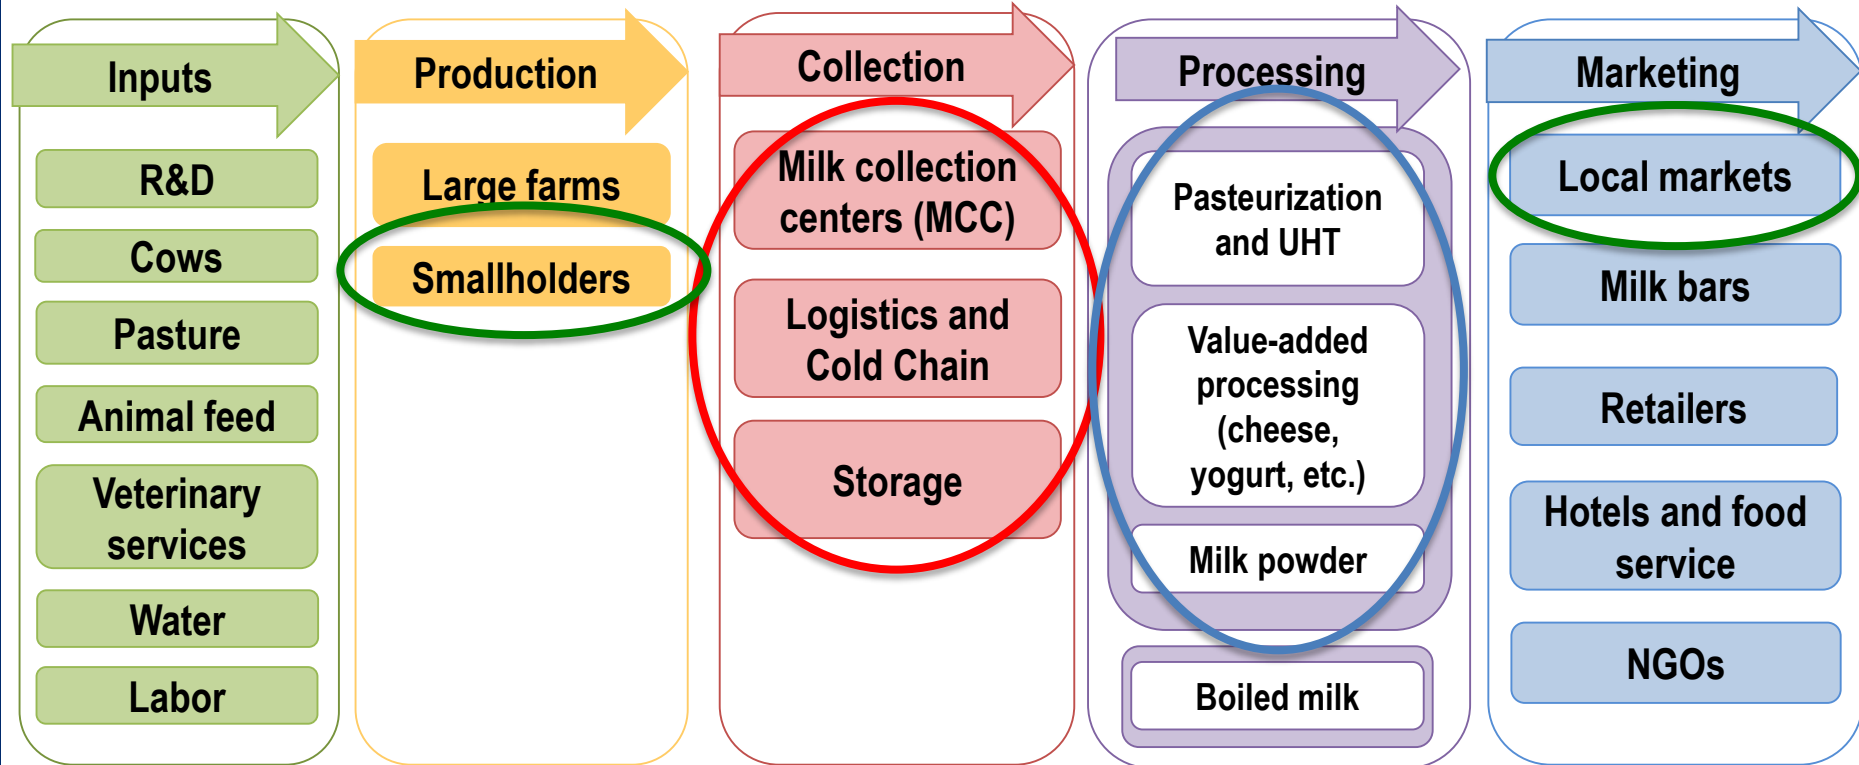 Inputs
R&D
Cows
Pasture
Animal feed
Veterinary
services
Water
Labor
Production
Large farms
Smallholders
Collection
Milk collection
centers (MCC)
Logistics and
Cold Chain
Storage
Processing
Pasteurization
and UHT
Value-added
processing
(cheese,
yogurt, etc.)
Milk powder
Boiled milk
Marketing
Local markets
Milk bars
Retailers
Hotels and food
service
NGOs